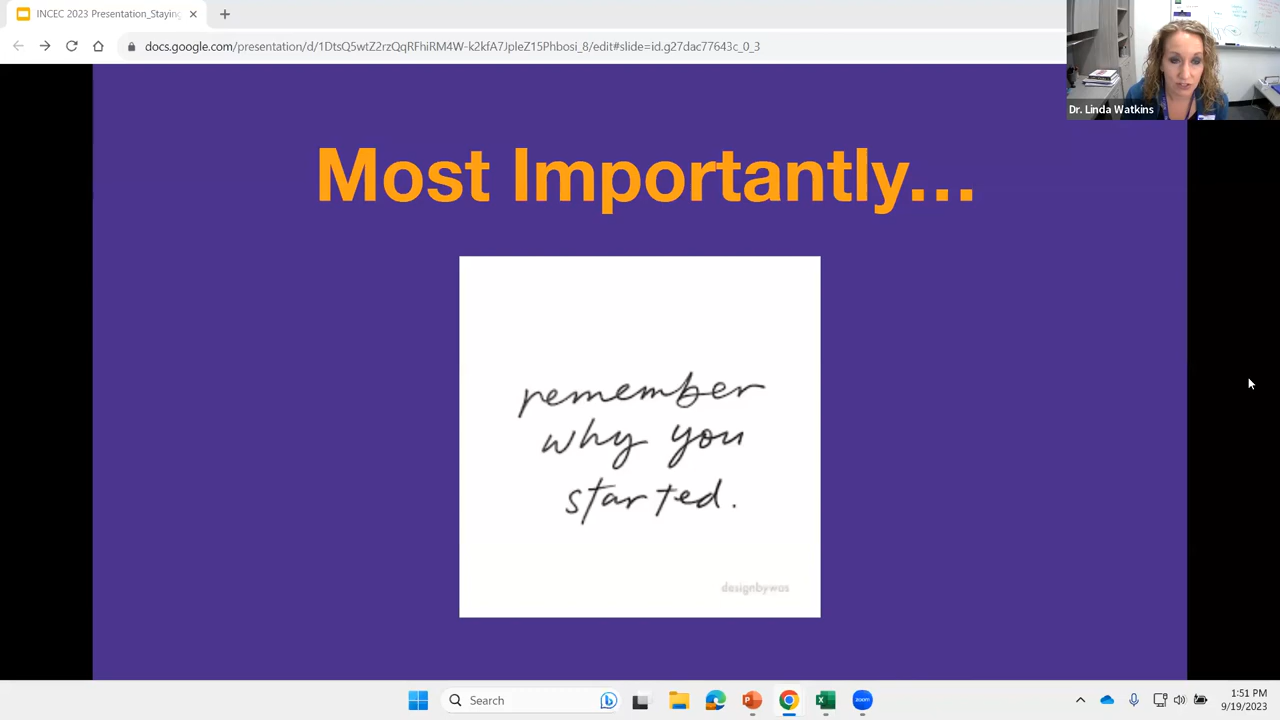 INCEC 2023 Presentation_Staying
docs.google.com/presentation/d/1DtsQ5wtZ2rzQqRFhiRM4W-k2kfA7JpleZ15Phbosi_8/edit#slide=id.g27dac77643c_0_3
Dr. Linda Watkins
Most Importantly...
remember
why you
started.
designbywas
Search
zoom
1:51 PM
9/19/2023